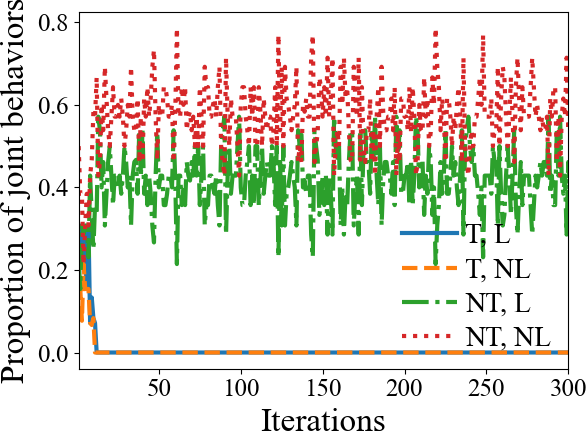 Proportion of joint behaviors
0.8
0.6
0.4
0.2
0.0
T, L
T, NL
NT, L
NT, NL
50 100 150 200 250 300
Iterations